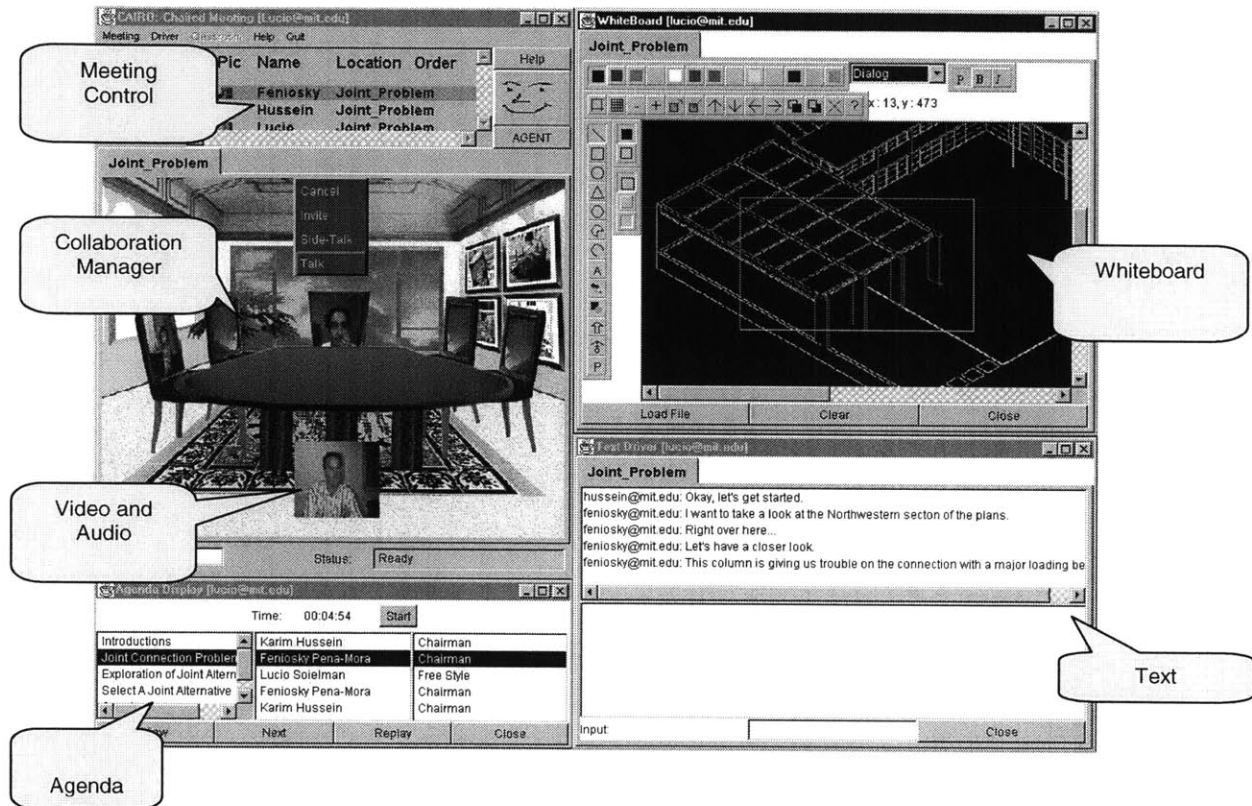 CAIRO: Chaired Meeting [Lucio@mit.edu]
Meeting Driver Classroom Help Quit
Pic Name Location Order
Feniosky Joint_Problem
Hussein Joint_Problem
Lucio Joint_Problem
Help
AGENT
Meeting
Control
Joint_Problem
Cancel
Invite
Side-Talk
Talk
Collaboration
Manager
Video and
Audio
Status: Ready
Agenda Display [lucio@mit.edu]
Time: 00:04:54 Start
Introductions Karim Hussein Chairman
Joint Connection Problem Feniosky Pena-Mora Chairman
Exploration of Joint Altern Lucio Soielman Free Style
Select A Joint Alternative Feniosky Pena-Mora Chairman
Karim Hussein Chairman
Next Replay Close
Agenda
WhiteBoard [lucio@mit.edu]
Joint_Problem
Dialog P B I
x : 13, y : 473
- + ?
A
P
Whiteboard
Load File Clear Close
Text Driver [lucio@mit.edu]
Joint_Problem
hussein@mit.edu: Okay, let's get started.
feniosky@mit.edu: I want to take a look at the Northwestern secton of the plans.
feniosky@mit.edu: Right over here...
feniosky@mit.edu: Let's have a closer look.
feniosky@mit.edu: This column is giving us trouble on the connection with a major loading be
Text
Input: Close